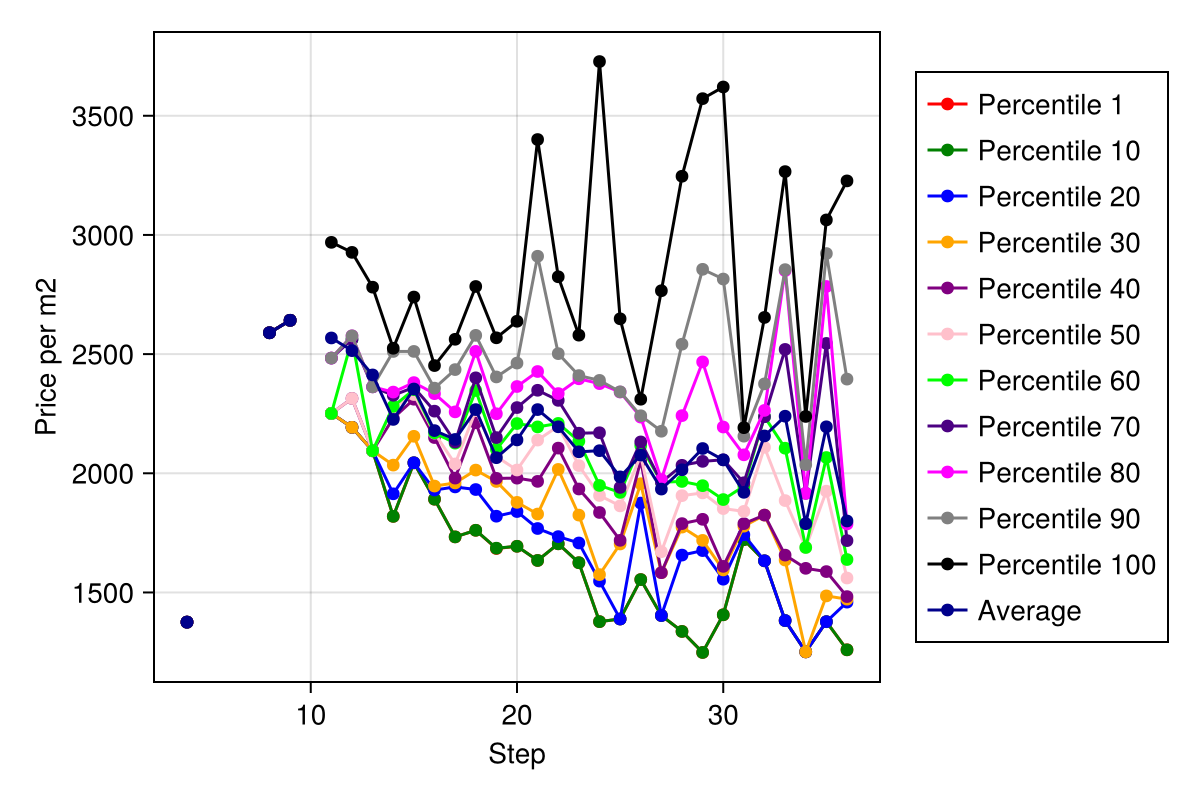 3500
3000
2500
2000
1500
Price per m2
10 20 30
Step
Percentile 1
Percentile 10
Percentile 20
Percentile 30
Percentile 40
Percentile 50
Percentile 60
Percentile 70
Percentile 80
Percentile 90
Percentile 100
Average